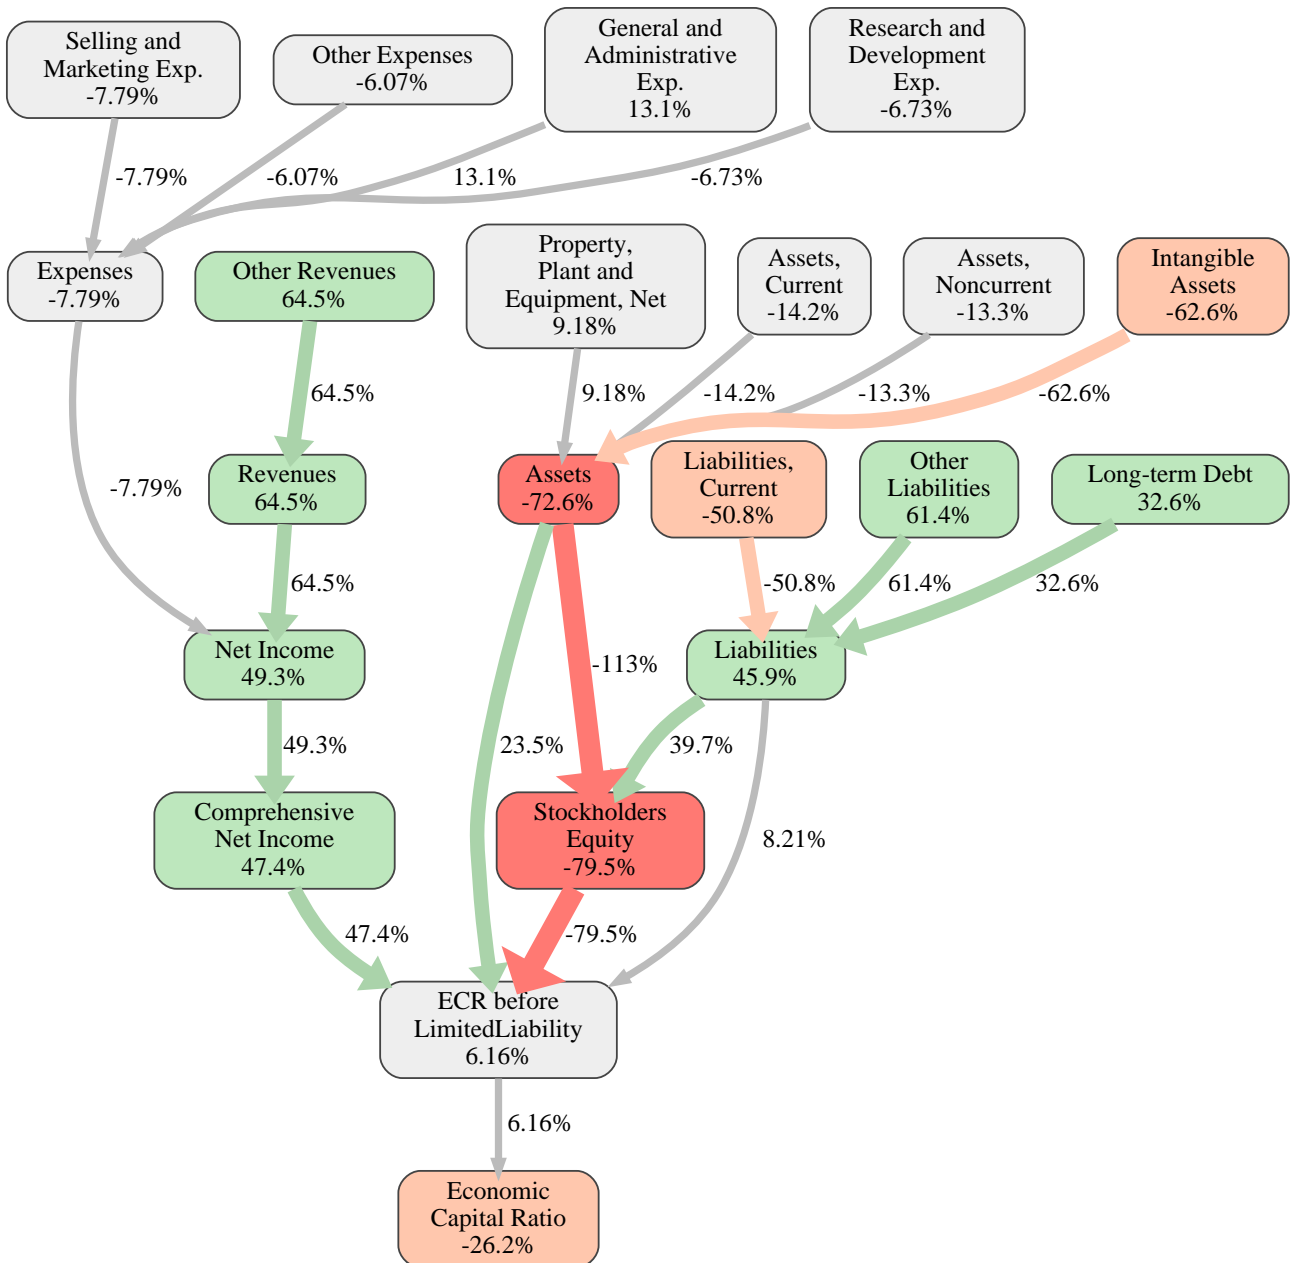 Selling and
Marketing Exp.
-7.79%
Other Expenses
-6.07%
General and
Administrative
Exp.
13.1%
Research and
Development
Exp.
-6.73%
-7.79%
-6.07%
13.1%
-6.73%
Expenses
-7.79%
Other Revenues
64.5%
Property,
Plant and
Equipment, Net
9.18%
Assets,
Current
-14.2%
Assets,
Noncurrent
-13.3%
Intangible
Assets
-62.6%
64.5%
9.18%
-14.2%
-13.3%
-62.6%
-7.79%
Revenues
64.5%
Assets
-72.6%
Liabilities,
Current
-50.8%
Other
Liabilities
61.4%
Long-term Debt
32.6%
64.5%
-50.8%
61.4%
32.6%
Net Income
49.3%
-113%
Liabilities
45.9%
49.3%
23.5%
39.7%
Comprehensive
Net Income
47.4%
Stockholders
Equity
-79.5%
8.21%
47.4%
-79.5%
ECR before
LimitedLiability
6.16%
6.16%
Economic
Capital Ratio
-26.2%